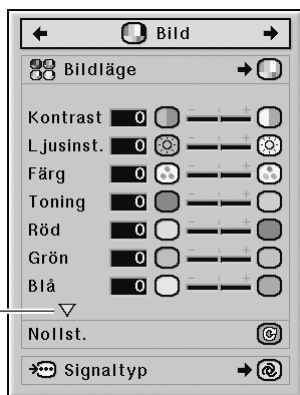 Bild
Bildläge
Kontrast 0
Ljusinst. 0
Färg 0
Toning 0
Röd 0
Grön 0
Blå 0
Nollst.
Signaltyp